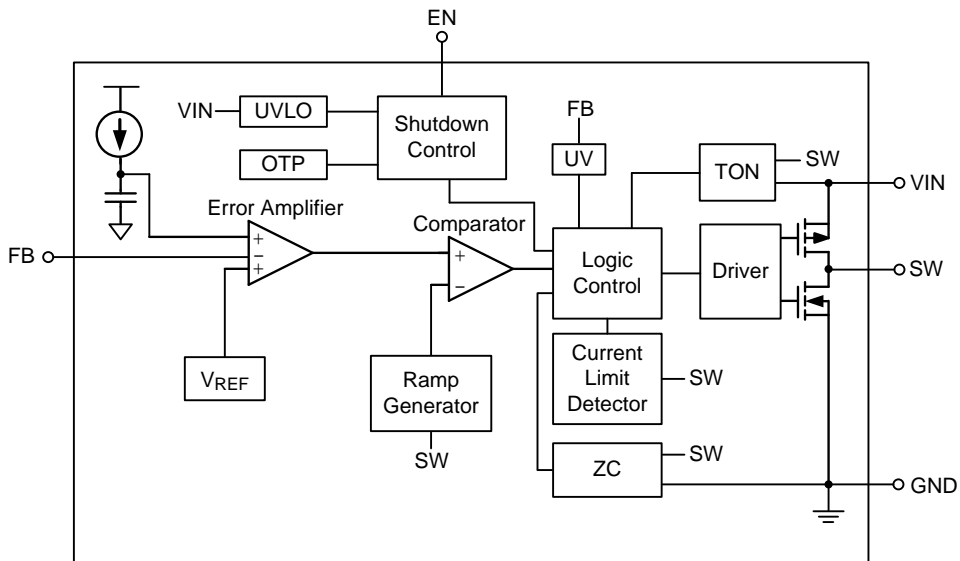 EN
VIN
UVLO
Shutdown
Control
FB
OTP
UV
TON
SW
VIN
Error Amplifier
Comparator
FB
+
−
+
+
−
Logic
Control
Driver
SW
VREF
Ramp
Generator
Current
Limit
Detector
SW
SW
ZC
SW
GND